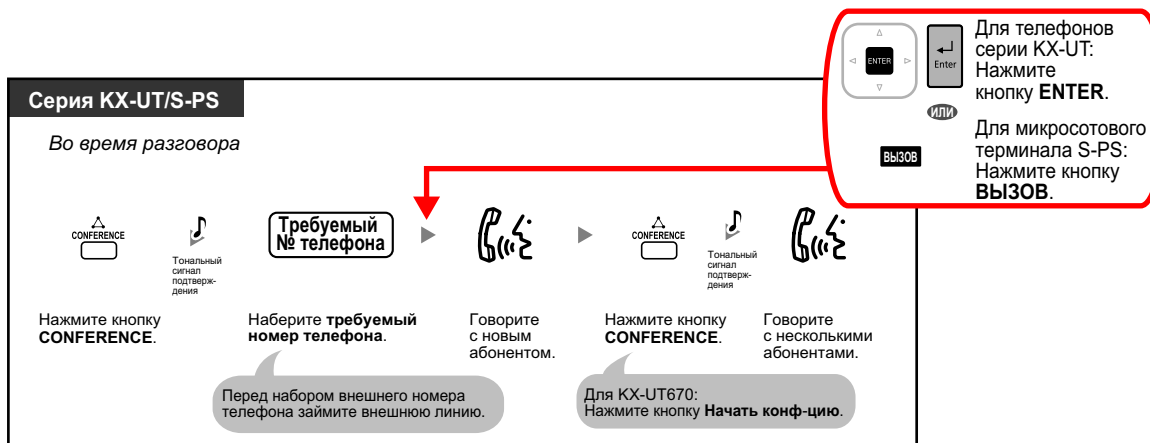 Серия KX-UT/S-PS
Во время разговора
ENTER
Enter
Для телефонов
серии KX-UT:
Нажмите
кнопку ENTER.
ИЛИ
ВЫЗОВ
Для микросотового
терминала S-PS:
Нажмите кнопку
ВЫЗОВ.
CONFERENCE
Тональный
сигнал
подтверж-
дения
Требуемый
№ телефона
CONFERENCE
Тональный
сигнал
подтверж-
дения
Нажмите кнопку
CONFERENCE.
Наберите требуемый
номер телефона.
Говорите
с новым
абонентом.
Нажмите кнопку
CONFERENCE.
Говорите
с несколькими
абонентами.
Перед набором внешнего номера
телефона займите внешнюю линию.
Для KX-UT670:
Нажмите кнопку Начать конф-цию.